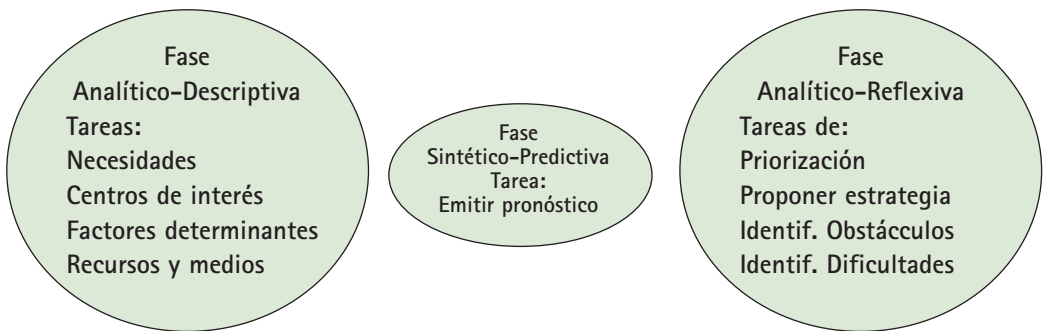 Fase
Analítico-Descriptiva
Tareas:
Necesidades
Centros de interés
Factores determinantes
Recursos y medios
Fase
Sintético-Predictiva
Tarea:
Emitir pronóstico
Fase
Analítico-Reflexiva
Tareas de:
Priorización
Proponer estrategia
Identif. Obstácculos
Identif. Dificultades